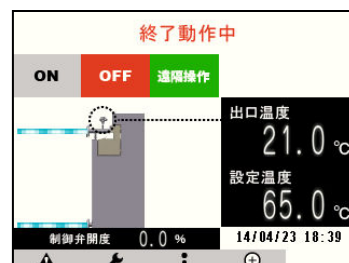 終了動作中
ON
OFF
遠隔操作
出口温度
21.0 ℃
設定温度
65.0 ℃
制御弁開度 0.0 %
14/04/23 18:39